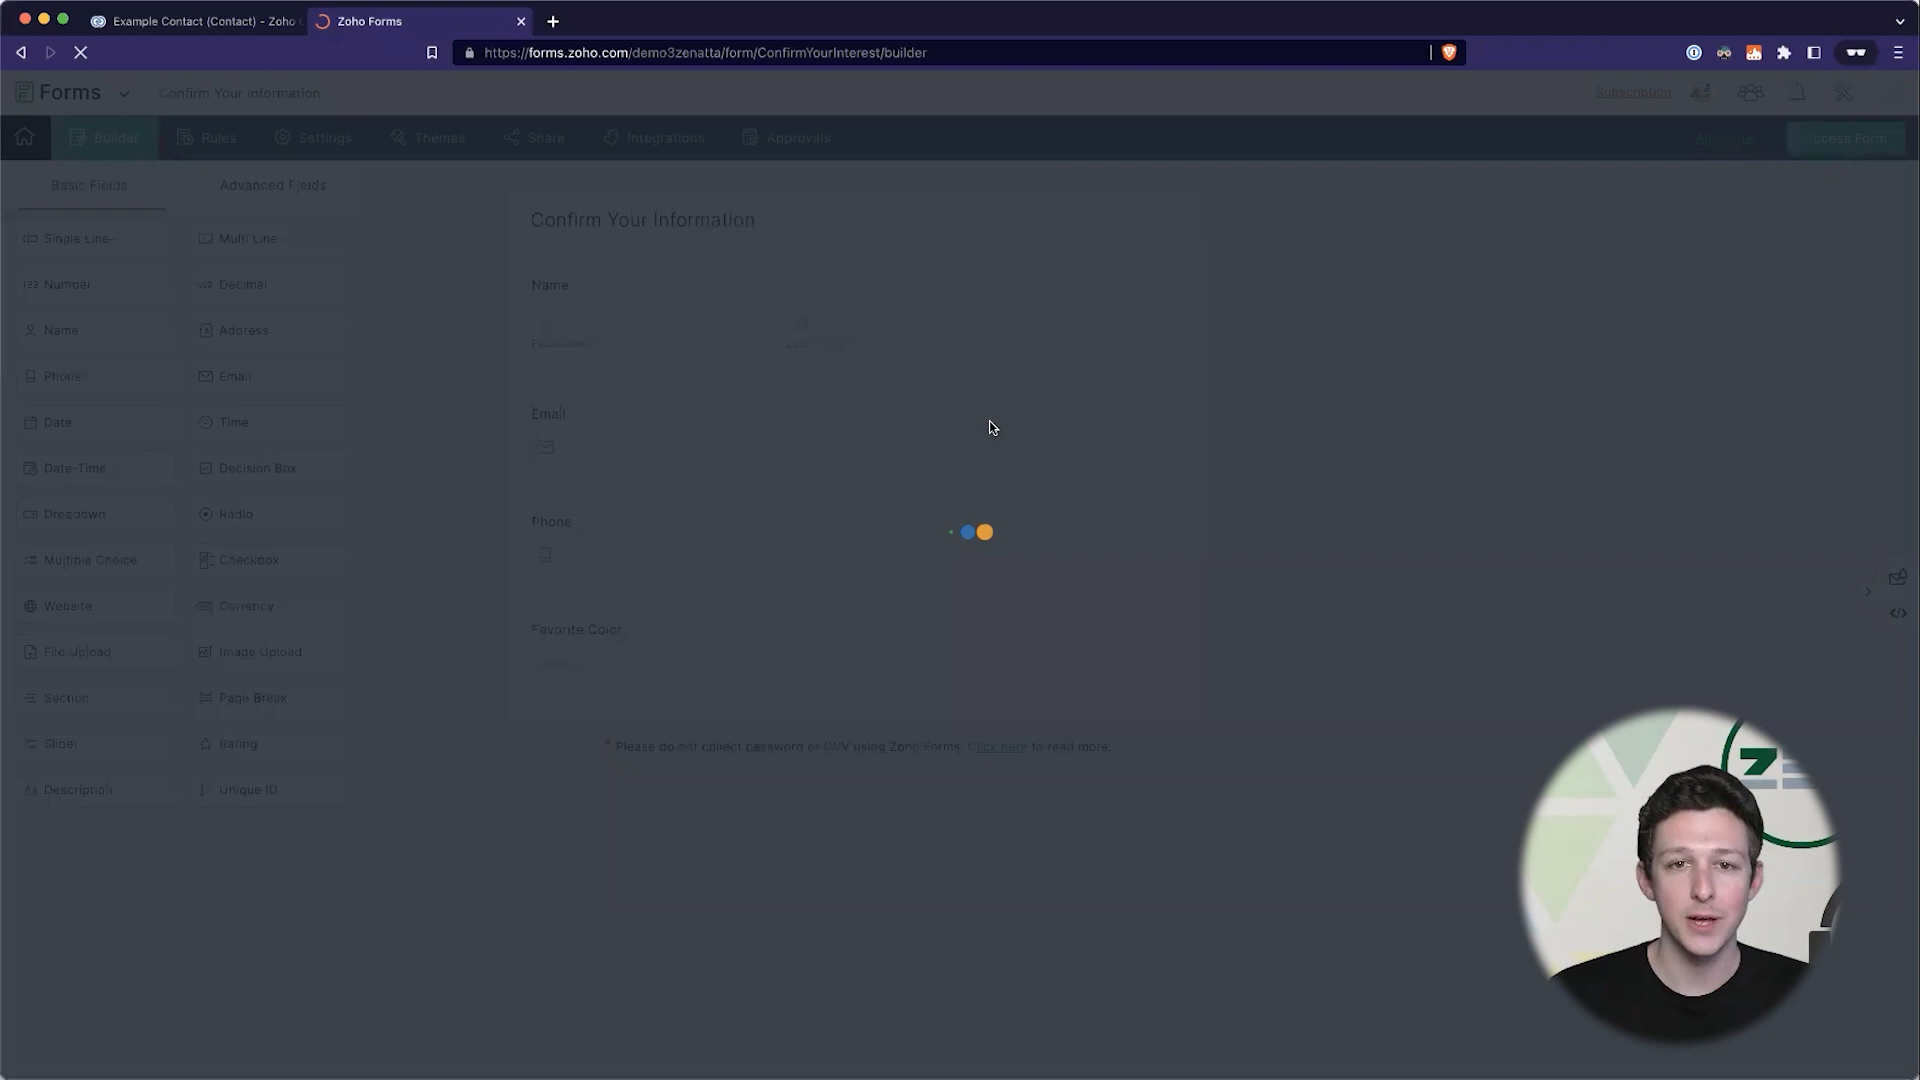 Example Contact (Contact) - Zoho
Zoho Forms
https://forms.zoho.com/demo3zenatta/form/ConfirmYourInterest/builder
Forms
Confirm Your Information
Subscription
Builder
Rules
Settings
Themes
Share
Integrations
Approvals
Access Form
Basic Fields
Advanced Fields
Confirm Your Information
Single Line
Multi Line
Name
Number
Decimal
Name
Address
Phone
Email
Email
Date
Time
Date-Time
Decision Box
Dropdown
Radio
Phone
Multiple Choice
Checkbox
Website
Currency
Favorite Color
File Upload
Image Upload
Section
Page Break
Slider
Rating
* Please do not collect password or CVV using Zoho Forms. Click here to read more.
Description
Unique ID